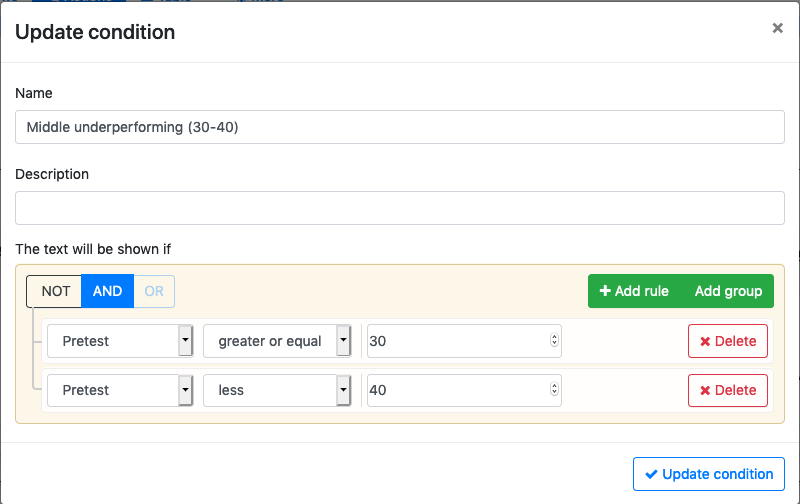 Update condition ×
Name
Middle underperforming (30-40)
Description
The text will be shown if
NOT AND OR + Add rule Add group
Pretest greater or equal 30 ✖ Delete
Pretest less 40 ✖ Delete
✔ Update condition